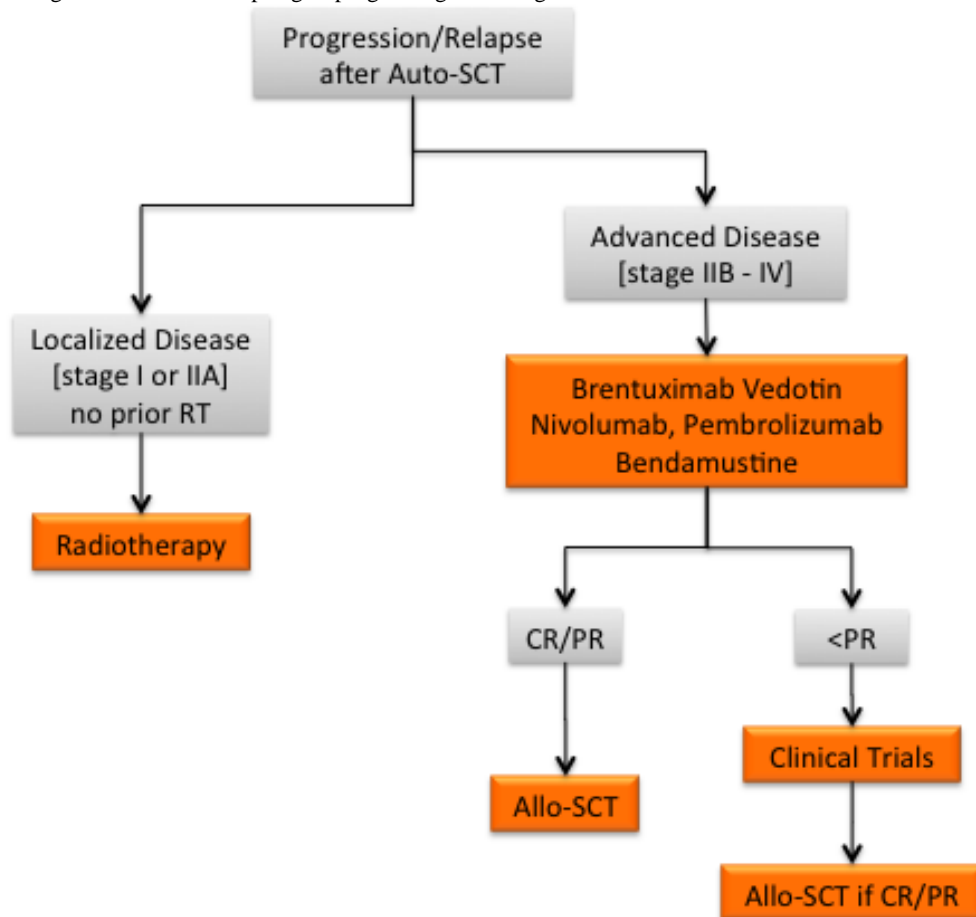 Progression/Relapse
after Auto-SCT
Advanced Disease
[stage IIB - IV]
Localized Disease
[stage I or IIA]
no prior RT
Brentuximab Vedotin
Nivolumab, Pembrolizumab
Bendamustine
Radiotherapy
CR/PR
<PR
Clinical Trials
Allo-SCT
Allo-SCT if CR/PR